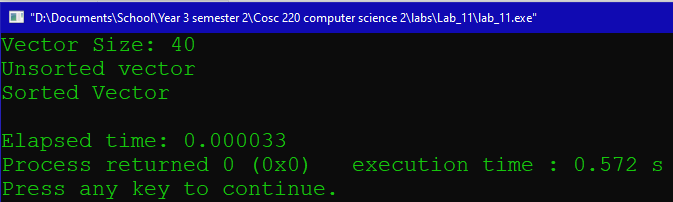 "D:\Documents\School\Year 3 semester 2\Cosc 220 computer science 2\labs\Lab_11\lab_11.exe"
Vector Size: 40
Unsorted vector
Sorted Vector
Elapsed time: 0.000033
Process returned 0 (0x0)   execution time : 0.572 s
Press any key to continue.